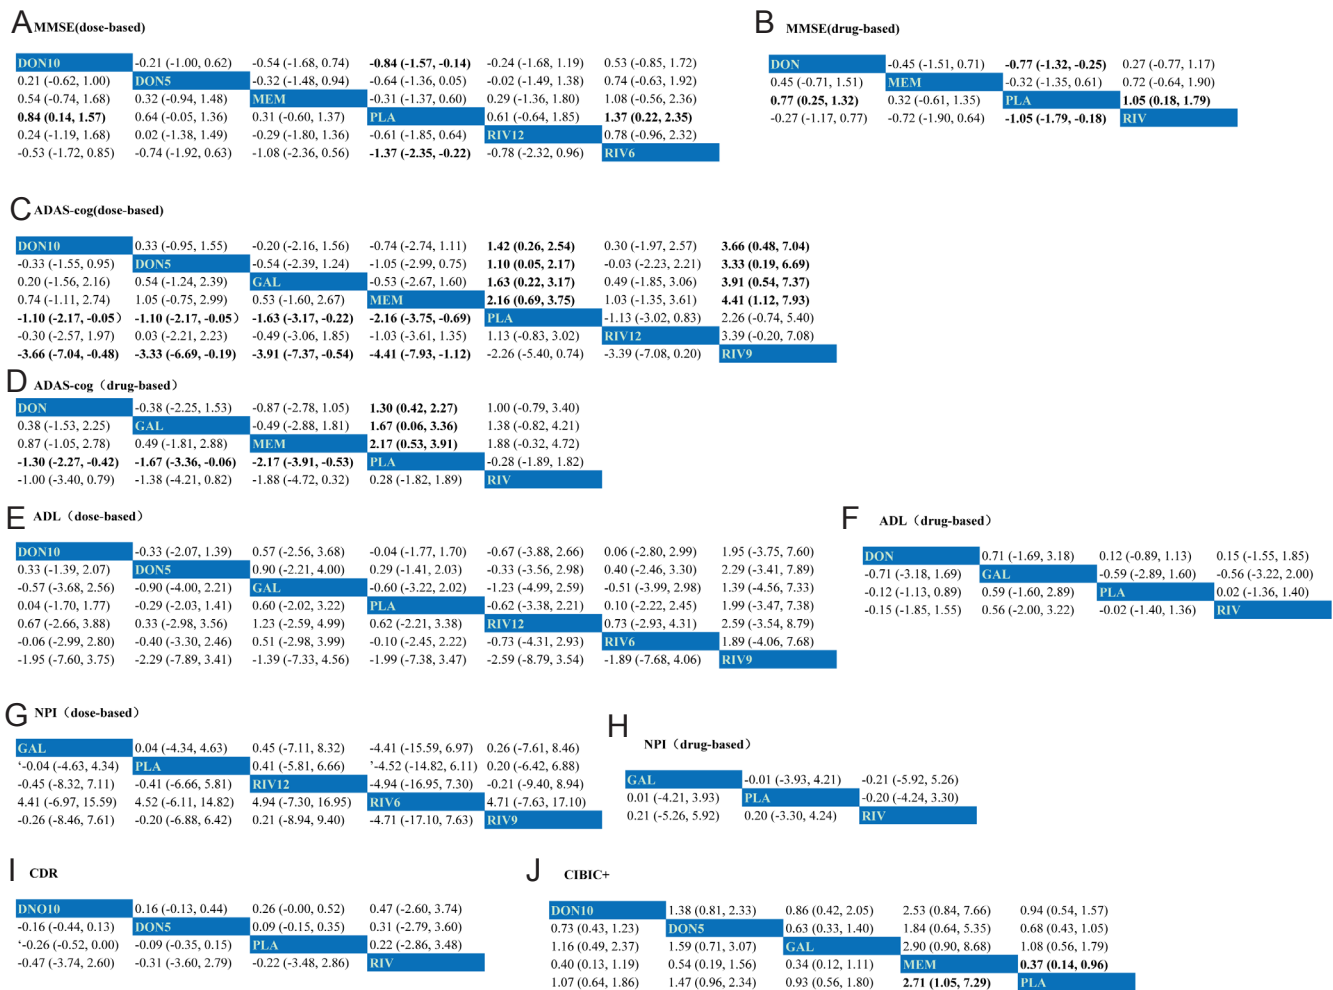 A MMSE(dose-based)
DON10 -0.21 (-1.00, 0.62) -0.54 (-1.68, 0.74) -0.84 (-1.57, -0.14) -0.24 (-1.68, 1.19) 0.53 (-0.85, 1.72)
0.21 (-0.62, 1.00) DON5 -0.32 (-1.48, 0.94) -0.64 (-1.36, 0.05) -0.02 (-1.49, 1.38) 0.74 (-0.63, 1.92)
0.54 (-0.74, 1.68) 0.32 (-0.94, 1.48) MEM -0.31 (-1.37, 0.60) 0.29 (-1.36, 1.80) 1.08 (-0.56, 2.36)
0.84 (0.14, 1.57) 0.64 (-0.05, 1.36) 0.31 (-0.60, 1.37) PLA 0.61 (-0.64, 1.85) 1.37 (0.22, 2.35)
0.24 (-1.19, 1.68) 0.02 (-1.38, 1.49) -0.29 (-1.80, 1.36) -0.61 (-1.85, 0.64) RIV12 0.78 (-0.96, 2.32)
-0.53 (-1.72, 0.85) -0.74 (-1.92, 0.63) -1.08 (-2.36, 0.56) -1.37 (-2.35, -0.22) -0.78 (-2.32, 0.96) RIV6
B MMSE(drug-based)
DON -0.45 (-1.51, 0.71) -0.77 (-1.32, -0.25) 0.27 (-0.77, 1.17)
0.45 (-0.71, 1.51) MEM -0.32 (-1.35, 0.61) 0.72 (-0.64, 1.90)
0.77 (0.25, 1.32) 0.32 (-0.61, 1.35) PLA 1.05 (0.18, 1.79)
-0.27 (-1.17, 0.77) -0.72 (-1.90, 0.64) -1.05 (-1.79, -0.18) RIV
C ADAS-cog(dose-based)
DON10 0.33 (-0.95, 1.55) -0.20 (-2.16, 1.56) -0.74 (-2.74, 1.11) 1.42 (0.26, 2.54) 0.30 (-1.97, 2.57) 3.66 (0.48, 7.04)
-0.33 (-1.55, 0.95) DON5 -0.54 (-2.39, 1.24) -1.05 (-2.99, 0.75) 1.10 (0.05, 2.17) -0.03 (-2.23, 2.21) 3.33 (0.19, 6.69)
0.20 (-1.56, 2.16) 0.54 (-1.24, 2.39) GAL -0.53 (-2.67, 1.60) 1.63 (0.22, 3.17) 0.49 (-1.85, 3.06) 3.91 (0.54, 7.37)
0.74 (-1.11, 2.74) 1.05 (-0.75, 2.99) 0.53 (-1.60, 2.67) MEM 2.16 (0.69, 3.75) 1.03 (-1.35, 3.61) 4.41 (1.12, 7.93)
-1.10 (-2.17, -0.05） -1.10 (-2.17, -0.05） -1.63 (-3.17, -0.22) -2.16 (-3.75, -0.69) PLA -1.13 (-3.02, 0.83) 2.26 (-0.74, 5.40)
-0.30 (-2.57, 1.97) 0.03 (-2.21, 2.23) -0.49 (-3.06, 1.85) -1.03 (-3.61, 1.35) 1.13 (-0.83, 3.02) RIV12 3.39 (-0.20, 7.08)
-3.66 (-7.04, -0.48) -3.33 (-6.69, -0.19) -3.91 (-7.37, -0.54) -4.41 (-7.93, -1.12) -2.26 (-5.40, 0.74) -3.39 (-7.08, 0.20) RIV9
D ADAS-cog（drug-based）
DON -0.38 (-2.25, 1.53) -0.87 (-2.78, 1.05) 1.30 (0.42, 2.27) 1.00 (-0.79, 3.40)
0.38 (-1.53, 2.25) GAL -0.49 (-2.88, 1.81) 1.67 (0.06, 3.36) 1.38 (-0.82, 4.21)
0.87 (-1.05, 2.78) 0.49 (-1.81, 2.88) MEM 2.17 (0.53, 3.91) 1.88 (-0.32, 4.72)
-1.30 (-2.27, -0.42) -1.67 (-3.36, -0.06) -2.17 (-3.91, -0.53) PLA -0.28 (-1.89, 1.82)
-1.00 (-3.40, 0.79) -1.38 (-4.21, 0.82) -1.88 (-4.72, 0.32) 0.28 (-1.82, 1.89) RIV
E ADL（dose-based）
DON10 -0.33 (-2.07, 1.39) 0.57 (-2.56, 3.68) -0.04 (-1.77, 1.70) -0.67 (-3.88, 2.66) 0.06 (-2.80, 2.99) 1.95 (-3.75, 7.60)
0.33 (-1.39, 2.07) DON5 0.90 (-2.21, 4.00) 0.29 (-1.41, 2.03) -0.33 (-3.56, 2.98) 0.40 (-2.46, 3.30) 2.29 (-3.41, 7.89)
-0.57 (-3.68, 2.56) -0.90 (-4.00, 2.21) GAL -0.60 (-3.22, 2.02) -1.23 (-4.99, 2.59) -0.51 (-3.99, 2.98) 1.39 (-4.56, 7.33)
0.04 (-1.70, 1.77) -0.29 (-2.03, 1.41) 0.60 (-2.02, 3.22) PLA -0.62 (-3.38, 2.21) 0.10 (-2.22, 2.45) 1.99 (-3.47, 7.38)
0.67 (-2.66, 3.88) 0.33 (-2.98, 3.56) 1.23 (-2.59, 4.99) 0.62 (-2.21, 3.38) RIV12 0.73 (-2.93, 4.31) 2.59 (-3.54, 8.79)
-0.06 (-2.99, 2.80) -0.40 (-3.30, 2.46) 0.51 (-2.98, 3.99) -0.10 (-2.45, 2.22) -0.73 (-4.31, 2.93) RIV6 1.89 (-4.06, 7.68)
-1.95 (-7.60, 3.75) -2.29 (-7.89, 3.41) -1.39 (-7.33, 4.56) -1.99 (-7.38, 3.47) -2.59 (-8.79, 3.54) -1.89 (-7.68, 4.06) RIV9
F ADL（drug-based）
DON 0.71 (-1.69, 3.18) 0.12 (-0.89, 1.13) 0.15 (-1.55, 1.85)
-0.71 (-3.18, 1.69) GAL -0.59 (-2.89, 1.60) -0.56 (-3.22, 2.00)
-0.12 (-1.13, 0.89) 0.59 (-1.60, 2.89) PLA 0.02 (-1.36, 1.40)
-0.15 (-1.85, 1.55) 0.56 (-2.00, 3.22) -0.02 (-1.40, 1.36) RIV
G NPI（dose-based）
GAL 0.04 (-4.34, 4.63) 0.45 (-7.11, 8.32) -4.41 (-15.59, 6.97) 0.26 (-7.61, 8.46)
‘-0.04 (-4.63, 4.34) PLA 0.41 (-5.81, 6.66) ’-4.52 (-14.82, 6.11) 0.20 (-6.42, 6.88)
-0.45 (-8.32, 7.11) -0.41 (-6.66, 5.81) RIV12 -4.94 (-16.95, 7.30) -0.21 (-9.40, 8.94)
4.41 (-6.97, 15.59) 4.52 (-6.11, 14.82) 4.94 (-7.30, 16.95) RIV6 4.71 (-7.63, 17.10)
-0.26 (-8.46, 7.61) -0.20 (-6.88, 6.42) 0.21 (-8.94, 9.40) -4.71 (-17.10, 7.63) RIV9
H NPI（drug-based）
GAL -0.01 (-3.93, 4.21) -0.21 (-5.92, 5.26)
0.01 (-4.21, 3.93) PLA -0.20 (-4.24, 3.30)
0.21 (-5.26, 5.92) 0.20 (-3.30, 4.24) RIV
I CDR
DNO10 0.16 (-0.13, 0.44) 0.26 (-0.00, 0.52) 0.47 (-2.60, 3.74)
-0.16 (-0.44, 0.13) DON5 0.09 (-0.15, 0.35) 0.31 (-2.79, 3.60)
‘-0.26 (-0.52, 0.00) -0.09 (-0.35, 0.15) PLA 0.22 (-2.86, 3.48)
-0.47 (-3.74, 2.60) -0.31 (-3.60, 2.79) -0.22 (-3.48, 2.86) RIV
J CIBIC+
DON10 1.38 (0.81, 2.33) 0.86 (0.42, 2.05) 2.53 (0.84, 7.66) 0.94 (0.54, 1.57)
0.73 (0.43, 1.23) DON5 0.63 (0.33, 1.40) 1.84 (0.64, 5.35) 0.68 (0.43, 1.05)
1.16 (0.49, 2.37) 1.59 (0.71, 3.07) GAL 2.90 (0.90, 8.68) 1.08 (0.56, 1.79)
0.40 (0.13, 1.19) 0.54 (0.19, 1.56) 0.34 (0.12, 1.11) MEM 0.37 (0.14, 0.96)
1.07 (0.64, 1.86) 1.47 (0.96, 2.34) 0.93 (0.56, 1.80) 2.71 (1.05, 7.29) PLA